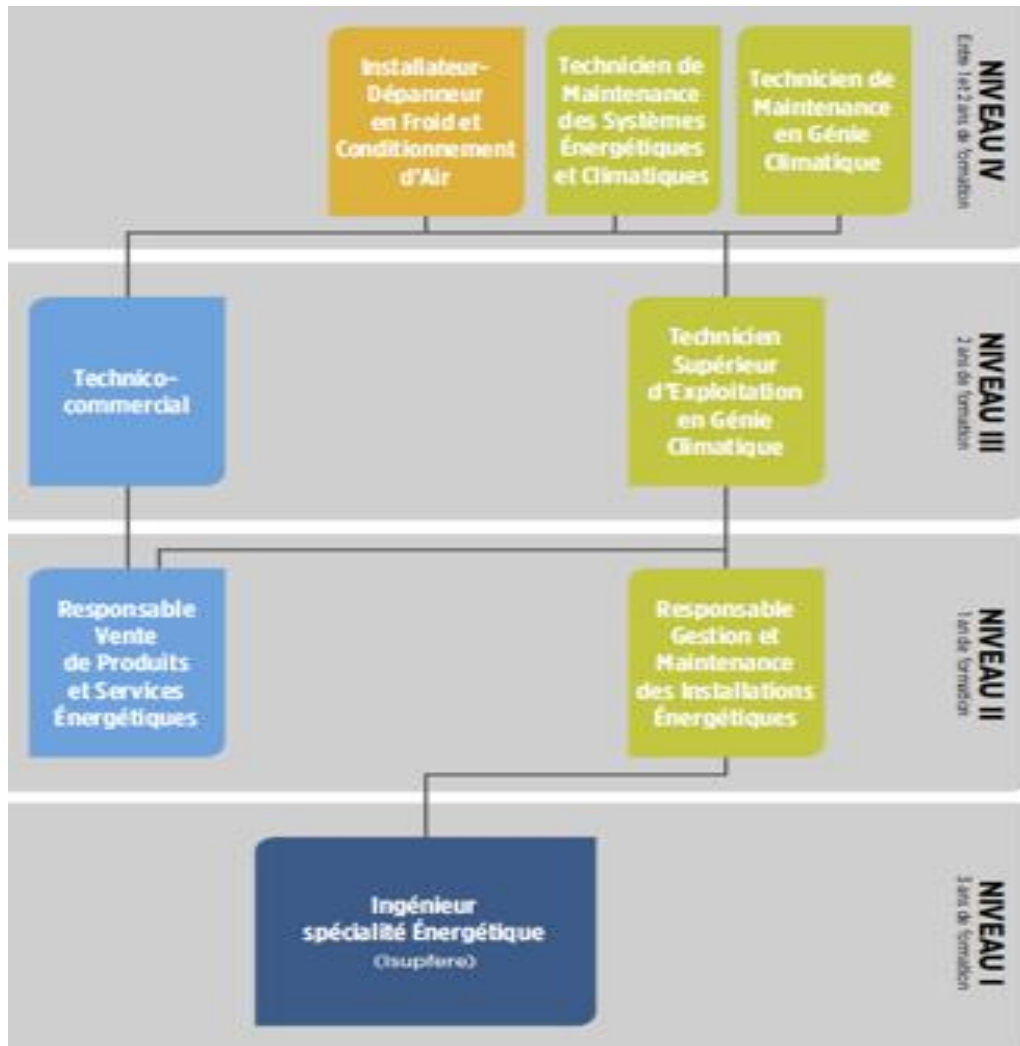 Installateur-
Dépanneur
en Froid et
Conditionnement
d'Air
Technicien de
Maintenance
des Systèmes
Énergétiques
et Climatiques
Technicien de
Maintenance
en Génie
Climatique
NIVEAU IV
Entre 1 et 2 ans de formation
Technico-
commercial
Technicien
Supérieur
d'Exploitation
en Génie
Climatique
NIVEAU III
2 ans de formation
Responsable
Vente
de Produits
et Services
Énergétiques
Responsable
Gestion et
Maintenance
des Installations
Énergétiques
NIVEAU II
1 an de formation
Ingénieur
spécialité Énergétique
(Isupfere)
NIVEAU I
3 ans de formation